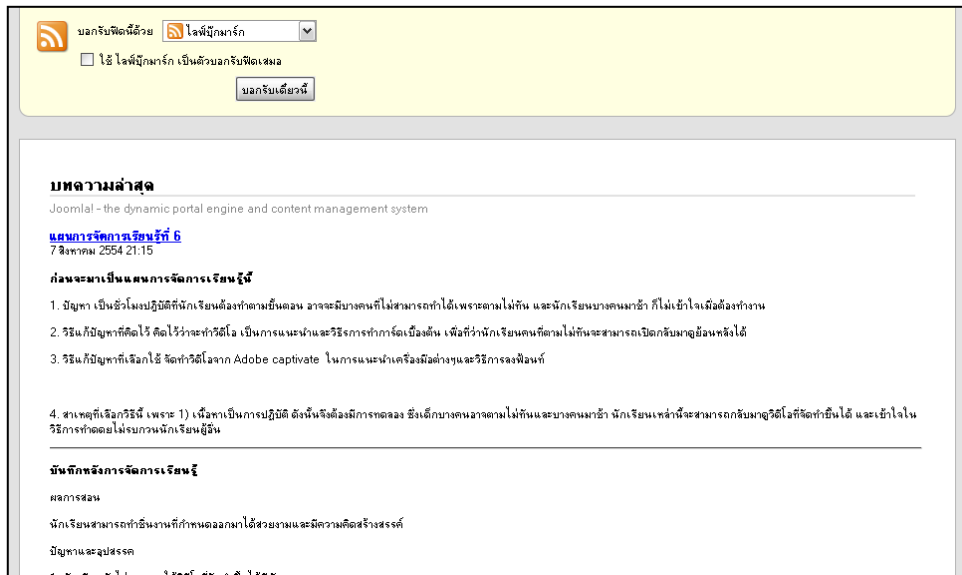 บอกรับฟีดนี้ด้วย ไลฟ์บุ๊กมาร์ก
ใช้ ไลฟ์บุ๊กมาร์ก เป็นตัวบอกรับฟีดเสมอ
บอกรับเดี๋ยวนี้
บทความล่าสุด
Joomla! - the dynamic portal engine and content management system
แผนการจัดการเรียนรู้ที่ 6
7 สิงหาคม 2554 21:15
ก่อนจะมาเป็นแผนการจัดการเรียนรู้นี้
1. ปัญหา เป็นชั่วโมงปฏิบัติที่นักเรียนต้องทำตามขั้นตอน อาจจะมีบางคนที่ไม่สามารถทำได้เพราะตามไม่ทัน และนักเรียนบางคนมาช้า ก็ไม่เข้าใจเมื่อต้องทำงาน
2. วิธีแก้ปัญหาที่คิดไว้ คิดไว้ว่าจะทำวีดีโอ เป็นการแนะนำและวิธีการทำการ์ดเบื้องต้น เพื่อที่ว่านักเรียนคนที่ตามไม่ทันจะสามารถเปิดกลับมาดูย้อนหลังได้
3. วิธีแก้ปัญหาที่เลือกใช้ จัดทำวิดีโอจาก Adobe captivate ในการแนะนำเครื่องมือต่างๆและวิธีการลงฟ้อนท์
4. สาเหตุที่เลือกวิธีนี้ เพราะ 1) เนื้อหาเป็นการปฏิบัติ ดังนั้นจึงต้องมีการทดลอง ซึ่งเด็กบางคนอาจตามไม่ทันและบางคนมาช้า นักเรียนเหล่านี้จะสามารถกลับมาดูวิดีโอที่จัดทำขึ้นได้ และเข้าใจใน
วิธีการทำดดยไม่รบกวนนักเรียนผู้อื่น
บันทึกหลังการจัดการเรียนรู้
ผลการสอน
นักเรียนสามารถทำชิ้นงานที่กำหนดออกมาได้สวยงามและมีความคิดสร้างสรรค์
ปัญหาและอุปสรรค